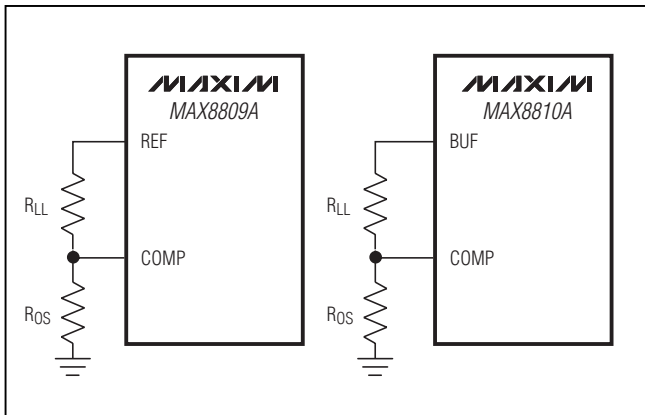 MAXIM
MAX8809A
REF
RLL
COMP
ROS
MAXIM
MAX8810A
BUF
RLL
COMP
ROS